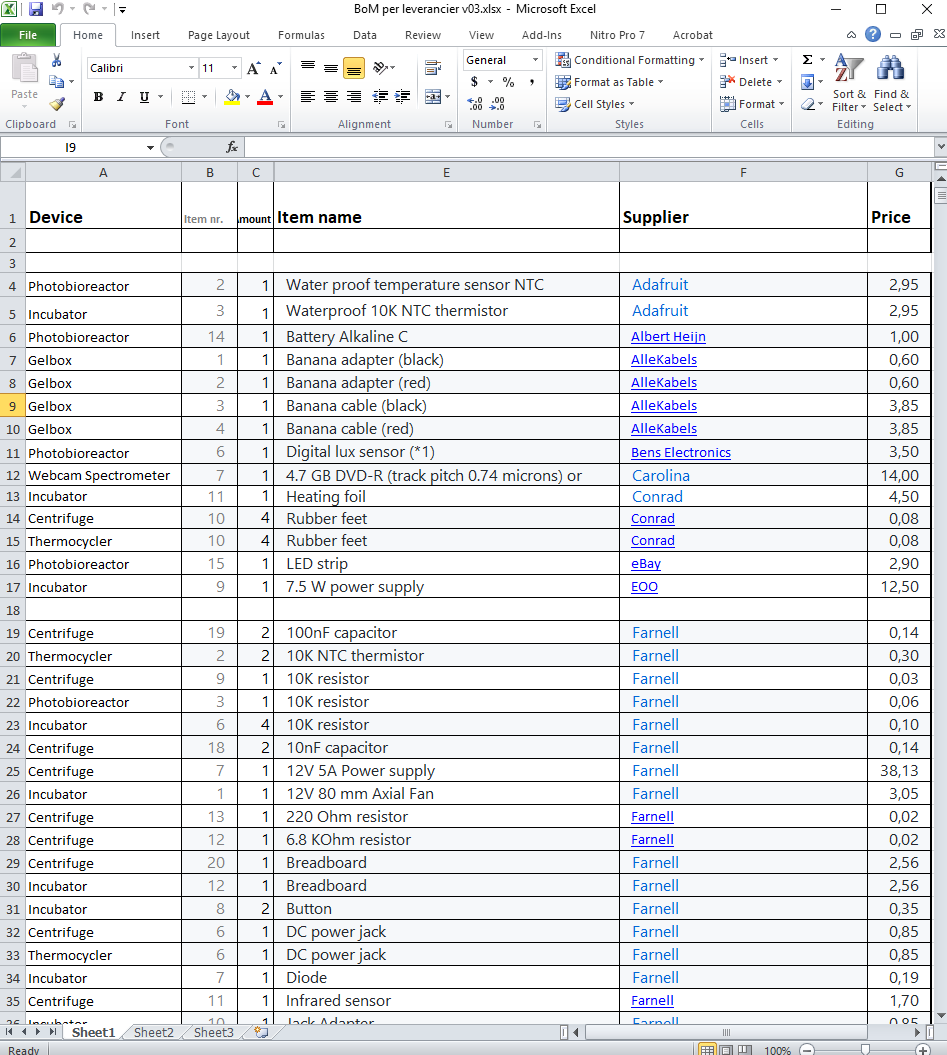 BoM per leverancier v03.xlsx - Microsoft Excel
File Home Insert Page Layout Formulas Data Review View Add-Ins Nitro Pro 7 Acrobat
Paste Calibri 11 A A General Conditional Formatting Insert Σ
B I U A $ % , Format as Table Delete Sort & Find &
Cell Styles Format Filter Select
Clipboard Font Alignment Number Styles Cells Editing
I9 fx
A B C E F G
1 Device Item nr. Amount Item name Supplier Price
2
3
4 Photobioreactor 2 1 Water proof temperature sensor NTC Adafruit 2,95
5 Incubator 3 1 Waterproof 10K NTC thermistor Adafruit 2,95
6 Photobioreactor 14 1 Battery Alkaline C Albert Heijn 1,00
7 Gelbox 1 1 Banana adapter (black) AlleKabels 0,60
8 Gelbox 2 1 Banana adapter (red) AlleKabels 0,60
9 Gelbox 3 1 Banana cable (black) AlleKabels 3,85
10 Gelbox 4 1 Banana cable (red) AlleKabels 3,85
11 Photobioreactor 6 1 Digital lux sensor (*1) Bens Electronics 3,50
12 Webcam Spectrometer 7 1 4.7 GB DVD-R (track pitch 0.74 microns) or Carolina 14,00
13 Incubator 11 1 Heating foil Conrad 4,50
14 Centrifuge 10 4 Rubber feet Conrad 0,08
15 Thermocycler 10 4 Rubber feet Conrad 0,08
16 Photobioreactor 15 1 LED strip eBay 2,90
17 Incubator 9 1 7.5 W power supply EOO 12,50
18
19 Centrifuge 19 2 100nF capacitor Farnell 0,14
20 Thermocycler 2 2 10K NTC thermistor Farnell 0,30
21 Centrifuge 9 1 10K resistor Farnell 0,03
22 Photobioreactor 3 1 10K resistor Farnell 0,06
23 Incubator 6 4 10K resistor Farnell 0,10
24 Centrifuge 18 2 10nF capacitor Farnell 0,14
25 Centrifuge 7 1 12V 5A Power supply Farnell 38,13
26 Incubator 1 1 12V 80 mm Axial Fan Farnell 3,05
27 Centrifuge 13 1 220 Ohm resistor Farnell 0,02
28 Centrifuge 12 1 6.8 KOhm resistor Farnell 0,02
29 Centrifuge 20 1 Breadboard Farnell 2,56
30 Incubator 12 1 Breadboard Farnell 2,56
31 Incubator 8 2 Button Farnell 0,35
32 Centrifuge 6 1 DC power jack Farnell 0,85
33 Thermocycler 6 1 DC power jack Farnell 0,85
34 Incubator 7 1 Diode Farnell 0,19
35 Centrifuge 11 1 Infrared sensor Farnell 1,70
36 Incubator 10 1 Jack Adapter Farnell 0,85
Sheet1 Sheet2 Sheet3
Ready 100%